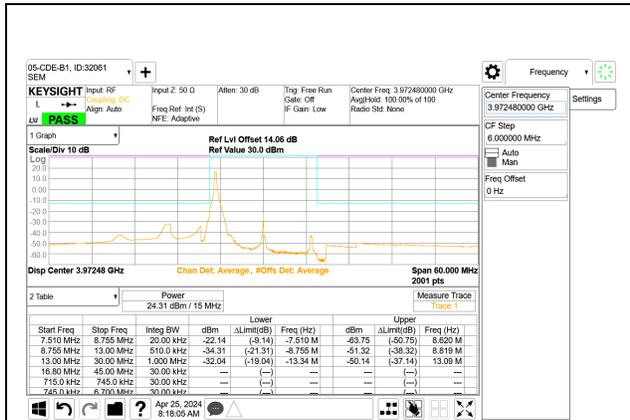 05-CDE-B1, ID:32061
SEM
Frequency
KEYSIGHT
Input: RF
Input Z: 50 Ω
Atten: 30 dB
Trig: Free Run
Center Freq: 3.972480000 GHz
L
Coupling: DC
Gate: Off
Avg|Hold: 100.00% of 100
Align: Auto
Freq Ref: Int (S)
IF Gain: Low
Radio Std: None
NFE: Adaptive
LXI
PASS
Center Frequency
3.972480000 GHz
Settings
CF Step
6.000000 MHz
Auto
Man
Freq Offset
0 Hz
1 Graph
Ref Lvl Offset 14.06 dB
Scale/Div 10 dB
Ref Value 30.0 dBm
Log
20.0
10.0
0.00
-10.0
-20.0
-30.0
-40.0
-50.0
-60.0
Disp Center 3.97248 GHz
Chan Det: Average , #Offs Det: Average
Span 60.000 MHz
2001 pts
2 Table
Power
24.31 dBm / 15 MHz
Measure Trace
Trace 1
Lower
Upper
Start Freq Stop Freq Integ BW dBm ΔLimit(dB) Freq (Hz) dBm ΔLimit(dB) Freq (Hz)
7.510 MHz 8.755 MHz 20.00 kHz -22.14 (-9.14) -7.510 M -63.75 (-50.75) 8.620 M
8.755 MHz 13.00 MHz 510.0 kHz -34.31 (-21.31) -8.755 M -51.32 (-38.32) 8.819 M
13.00 MHz 30.00 MHz 1.000 MHz -32.04 (-19.04) -13.34 M -50.14 (-37.14) 13.09 M
16.80 MHz 45.00 MHz 30.00 kHz --- (---) --- (---)
715.0 kHz 745.0 kHz 30.00 kHz --- (---) --- (---)
745.0 kHz 6.700 MHz 30.00 kHz --- (---) --- (---)
Apr 25, 2024
8:18:05 AM